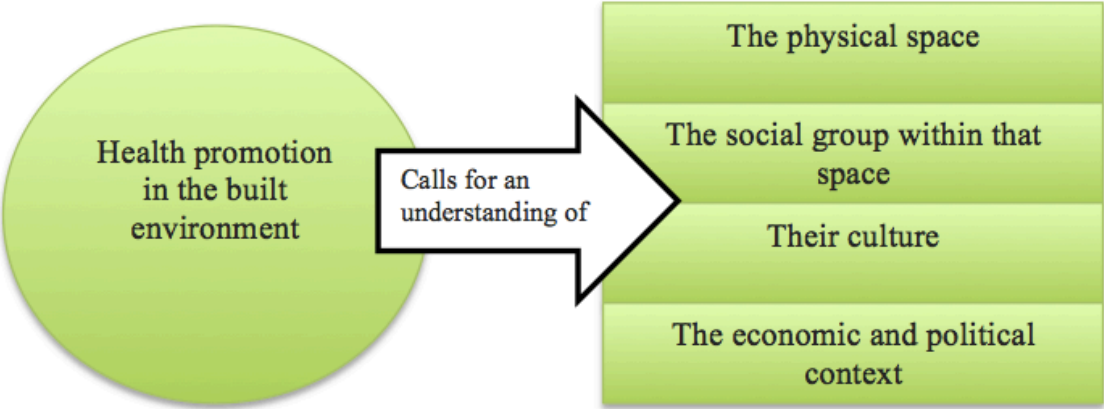 Health promotion
in the built
environment
Calls for an
understanding of
The physical space
The social group within that
space
Their culture
The economic and political
context